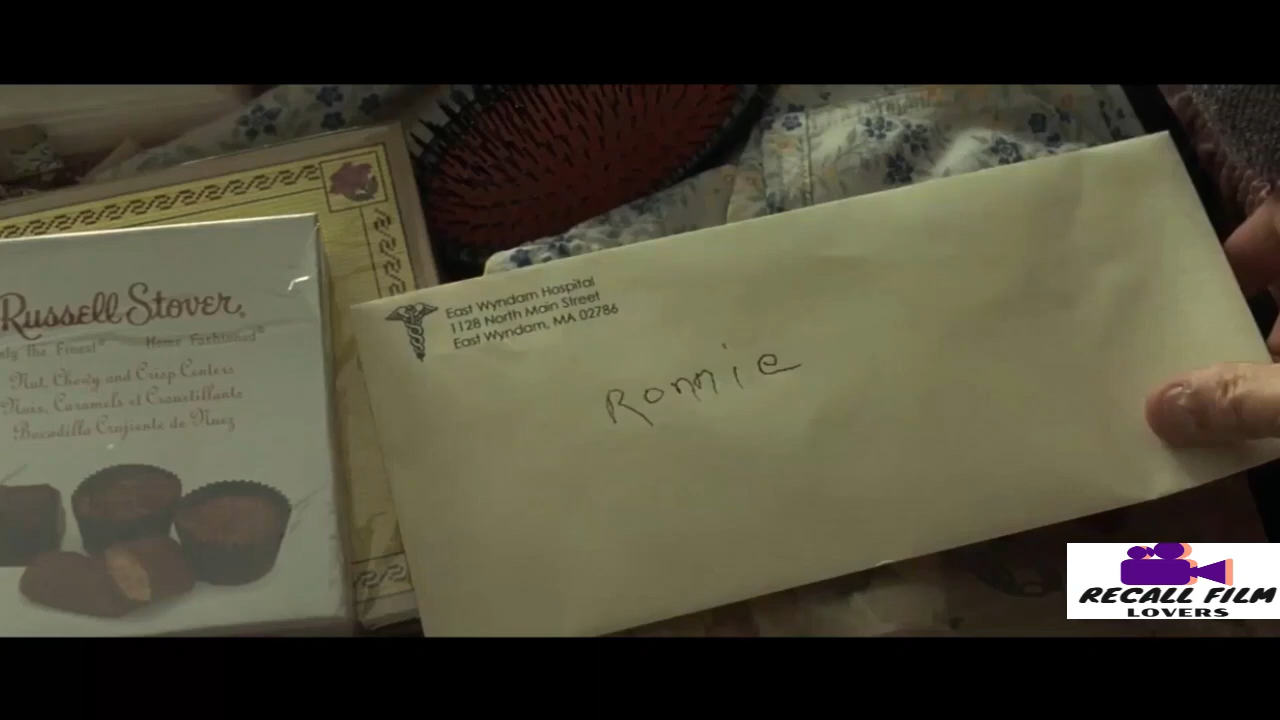 Russell Stover®
Only The Finest® Home Fashioned®
Nut, Chewy and Crisp Centers
Noix, Caramels et Croustillants
Bocadillo Crujiente de Nuez
East Wyndam Hospital
1128 North Main Street
East Wyndam, MA 02786
Ronnie
RECALL FILM
LOVERS